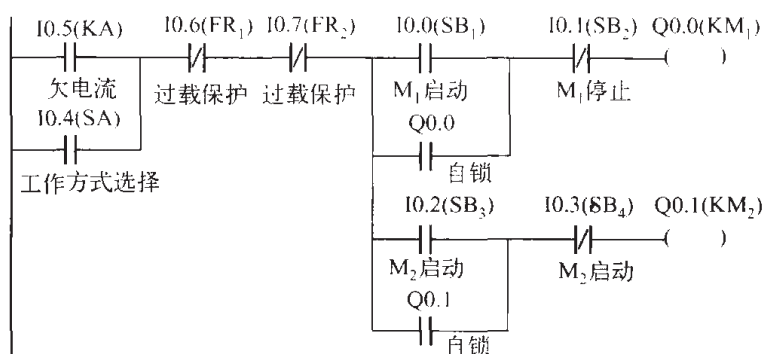 I0.5(KA) I0.6(FR₁) I0.7(FR₂) I0.0(SB₁) I0.1(SB₂) Q0.0(KM₁)
欠电流 过载保护 过载保护 M₁启动 M₁停止
I0.4(SA) Q0.0
工作方式选择 自锁
I0.2(SB₃) I0.3(SB₄) Q0.1(KM₂)
M₂启动 M₂启动
Q0.1
自锁